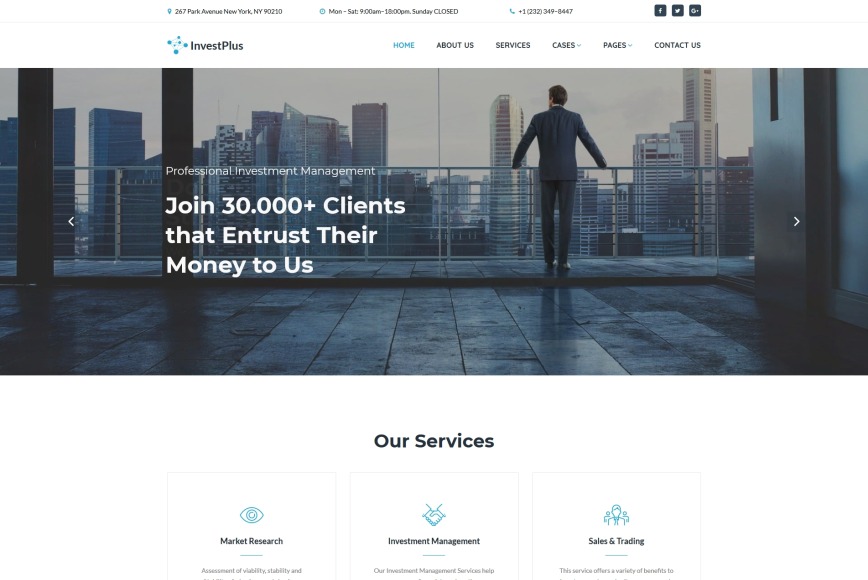 267 Park Avenue New York, NY 90210
Mon – Sat: 9:00am–18:00pm. Sunday CLOSED
+1 (232) 349–8447
InvestPlus
HOME
ABOUT US
SERVICES
CASES
PAGES
CONTACT US
Professional Investment Management
Join 30.000+ Clients
that Entrust Their
Money to Us
Our Services
Market Research
Investment Management
Sales & Trading
Assessment of viability, stability and
Our Investment Management Services help
This service offers a variety of benefits to